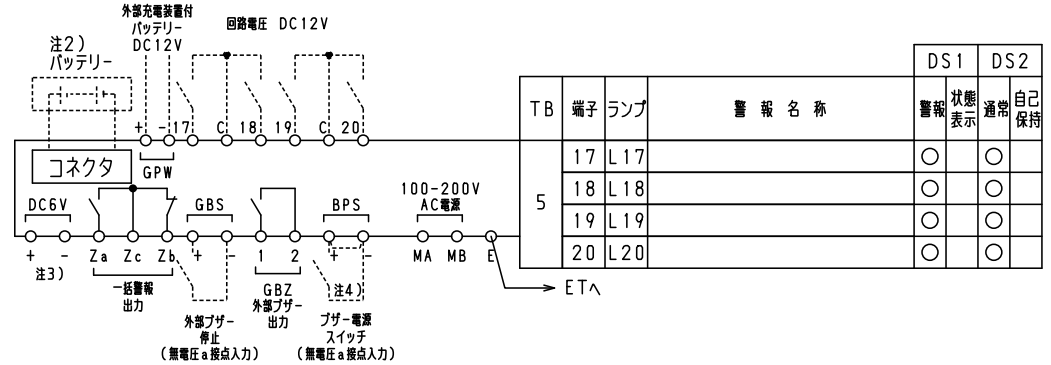 外部充電装置付
バッテリー
DC12V
回路電圧 DC12V
注2)
バッテリー
+ - 17 C 18 19 C 20
コネクタ
GPW
DC6V
GBS
BPS
100-200V
AC電源
+ - Za Zc Zb + - 1 2 + - MA MB E
注3)
一括警報
出力
外部ブザー
停止
(無電圧a接点入力)
GBZ
外部ブザー
出力
注4)
ブザー電源
スイッチ
(無電圧a接点入力)
ETへ
DS1 DS2
TB 端子 ランプ 警報名称 警報 状態表示 通常 自己保持
5
17 L17 ○ ○
18 L18 ○ ○
19 L19 ○ ○
20 L20 ○ ○